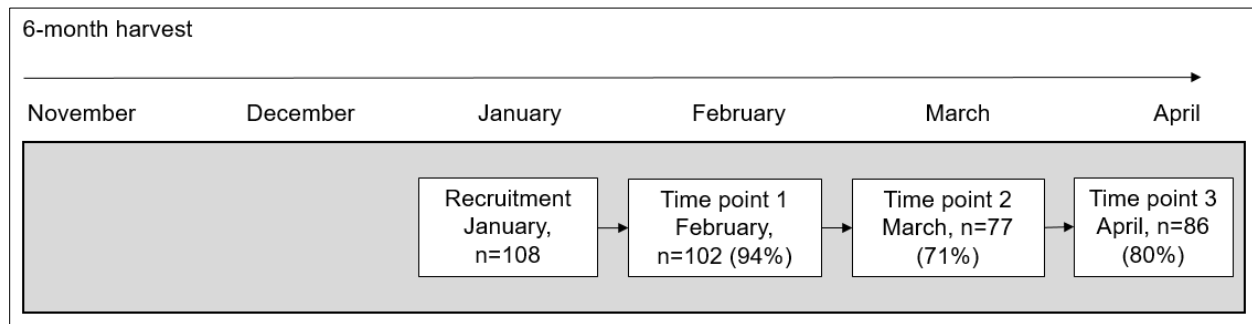 6-month harvest
November December January February March April
Recruitment
January,
n=108
Time point 1
February,
n=102 (94%)
Time point 2
March, n=77
(71%)
Time point 3
April, n=86
(80%)